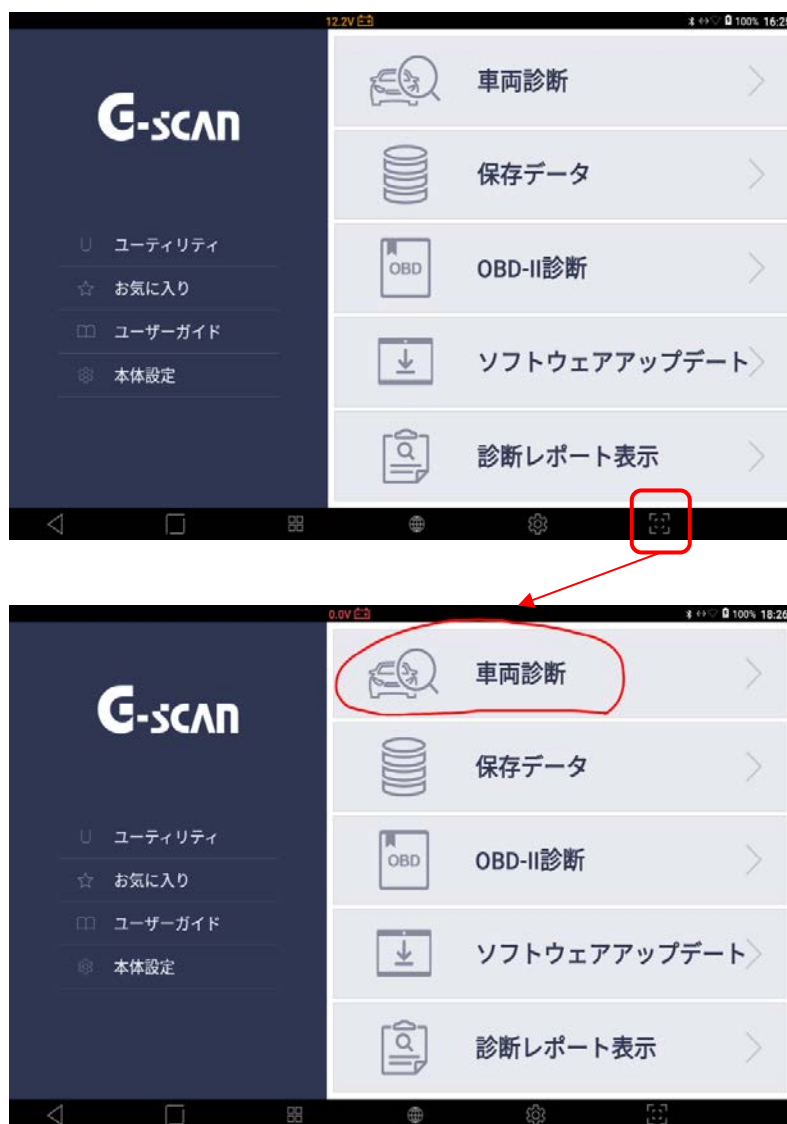 12.2V 100% 16:25
G-scan
車両診断
保存データ
OBD
OBD-II診断
ソフトウェアアップデート
診断レポート表示
U ユーティリティ
お気に入り
ユーザーガイド
本体設定
0.0V 100% 18:26
G-scan
車両診断
保存データ
OBD
OBD-II診断
ソフトウェアアップデート
診断レポート表示
U ユーティリティ
お気に入り
ユーザーガイド
本体設定